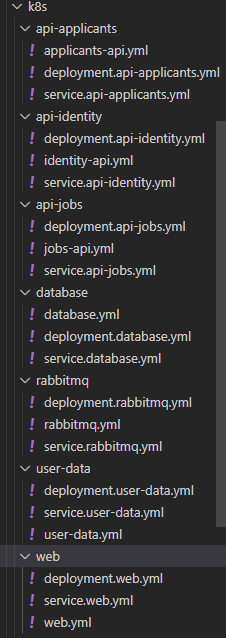 k8s
api-applicants
! applicants-api.yml
! deployment.api-applicants.yml
! service.api-applicants.yml
api-identity
! deployment.api-identity.yml
! identity-api.yml
! service.api-identity.yml
api-jobs
! deployment.api-jobs.yml
! jobs-api.yml
! service.api-jobs.yml
database
! database.yml
! deployment.database.yml
! service.database.yml
rabbitmq
! deployment.rabbitmq.yml
! rabbitmq.yml
! service.rabbitmq.yml
user-data
! deployment.user-data.yml
! service.user-data.yml
! user-data.yml
web
! deployment.web.yml
! service.web.yml
! web.yml